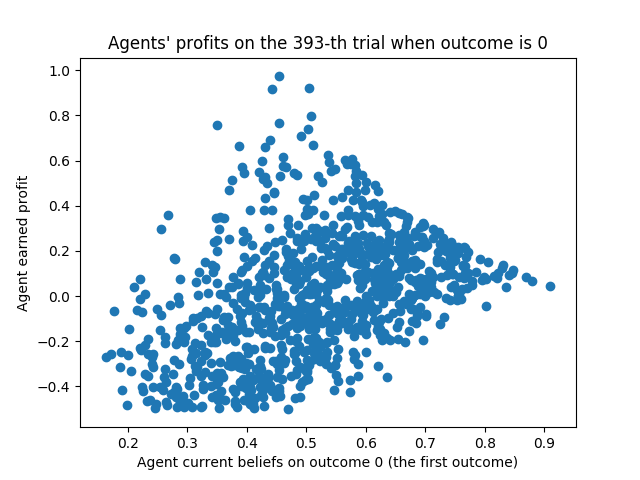 Agents' profits on the 393-th trial when outcome is 0
1.0
0.8
0.6
0.4
0.2
0.0
−0.2
−0.4
Agent earned profit
0.2 0.3 0.4 0.5 0.6 0.7 0.8 0.9
Agent current beliefs on outcome 0 (the first outcome)